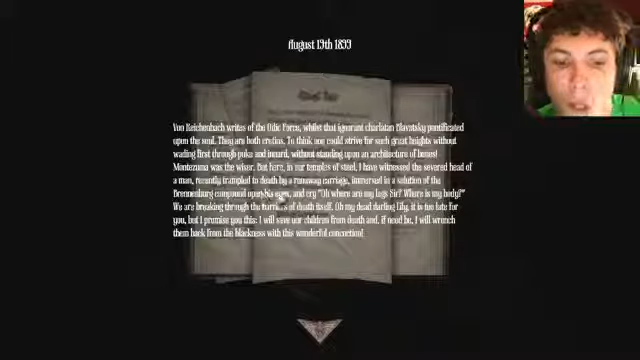 August 19th 1899
Von Reichenbach writes of the Odic Force, whilst that ignorant charlatan Blavatsky pontificated
upon the soul. They are both cretins. To think one could strive for such great heights without
wading first through puke and innard, without standing upon an architecture of bones!
Montezuma was the wiser. But here, in our temples of steel, I have witnessed the severed head of
a man, recently trampled to death by a runaway carriage, immersed in a solution of the
Brennenburg compound open his eyes, and cry "Oh where are my legs Sir? Where is my body?"
We are breaking through the barriers of death itself. Oh my dead darling Lily, it is too late for
you, but I promise you this: I will save our children from death and, if need be, I will wrench
them back from the blackness with this wonderful concoction!